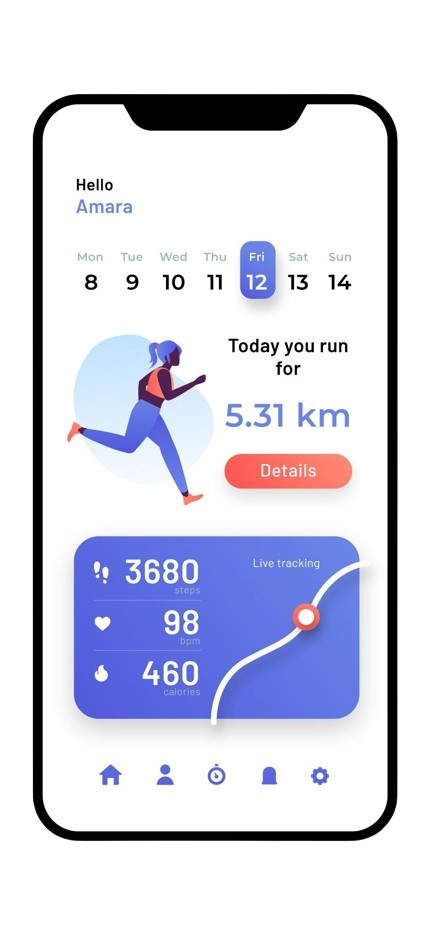 Hello
Amara
Mon Tue Wed Thu Fri Sat Sun
8 9 10 11 12 13 14
Today you run
for
5.31 km
Details
Live tracking
3680
steps
98
bpm
460
calories